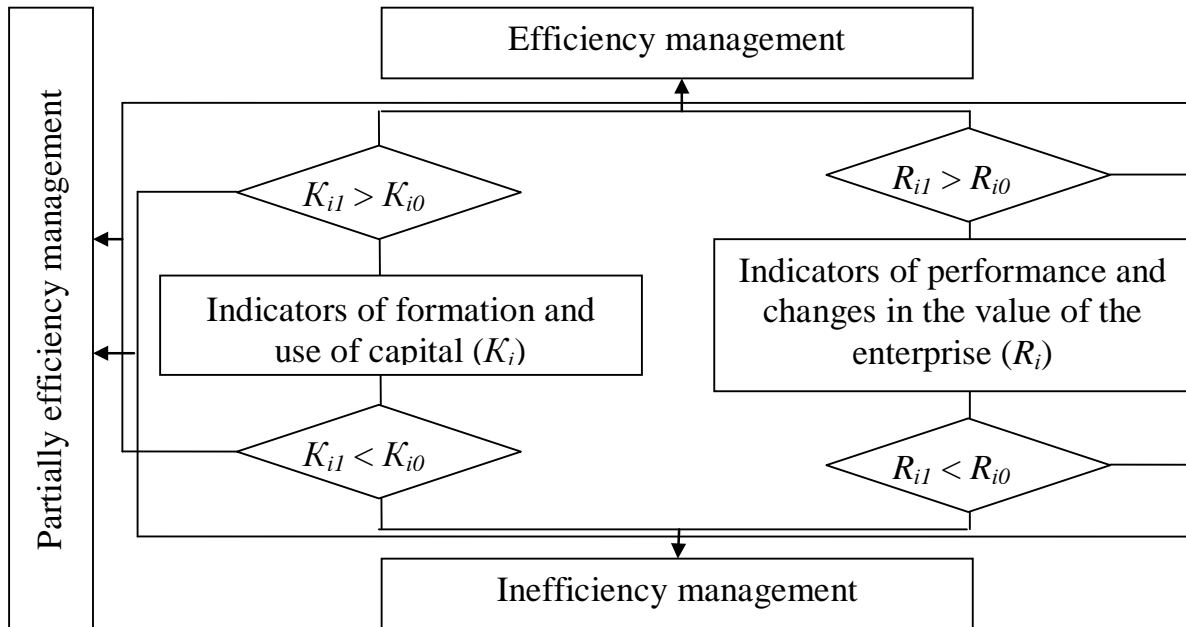 Efficiency management
Partially efficiency management
Ki1 > Ki0
Ri1 > Ri0
Indicators of formation and
use of capital (Ki)
Indicators of performance and
changes in the value of the
enterprise (Ri)
Ki1 < Ki0
Ri1 < Ri0
Inefficiency management